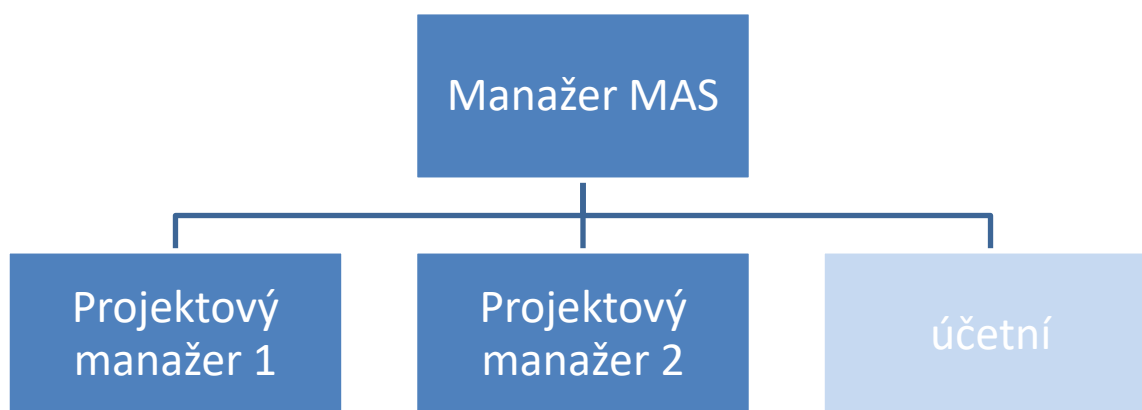 Manažer MAS
Projektový
manažer 1
Projektový
manažer 2
účetní